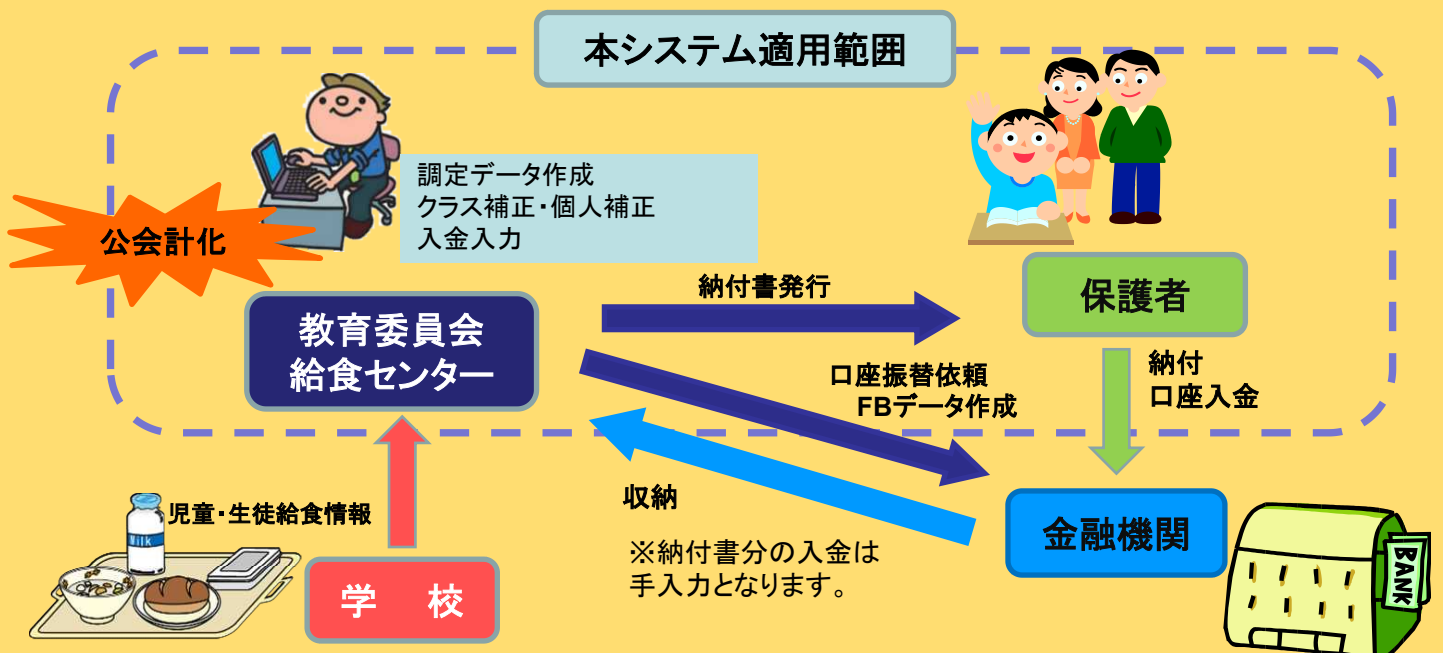 本システム適用範囲
調定データ作成
クラス補正・個人補正
入金入力
公会計化
納付書発行
保護者
教育委員会
給食センター
口座振替依頼
FBデータ作成
納付
口座入金
収納
児童・生徒給食情報
Milk
※納付書分の入金は
手入力となります。
金融機関
BANK
学　校